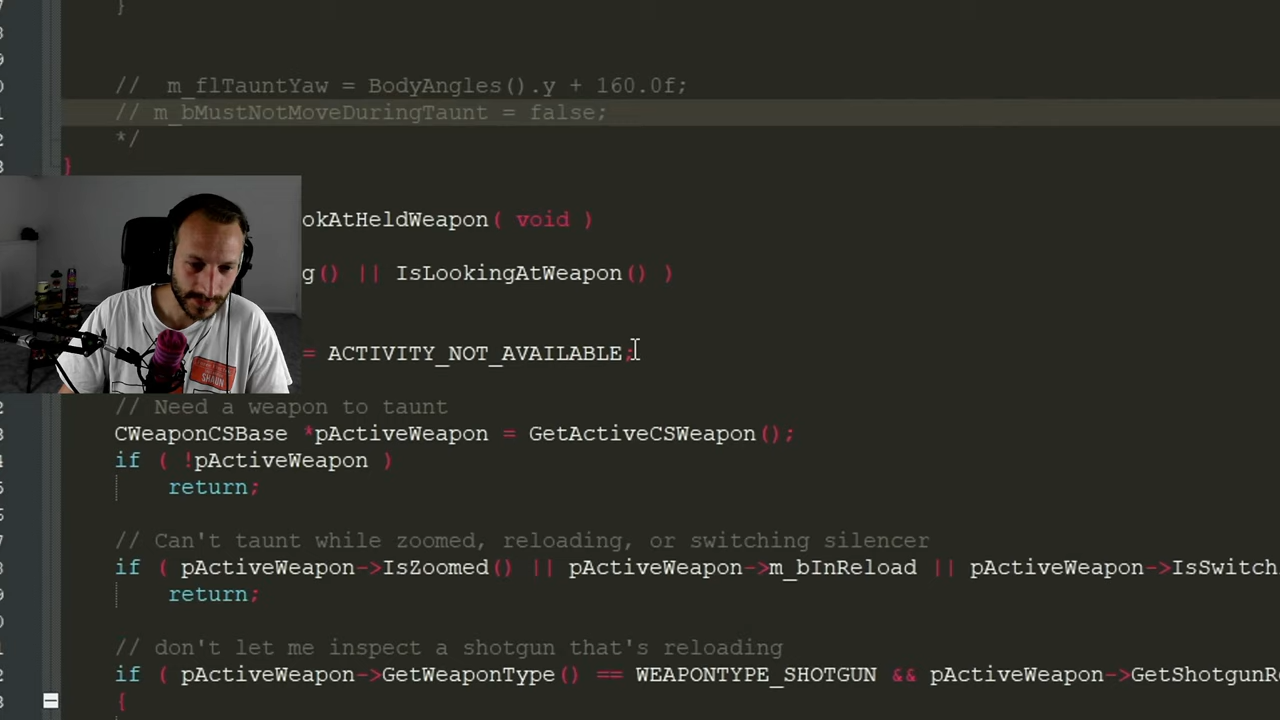 }
// m_flTauntYaw = BodyAngles().y + 160.0f;
// m_bMustNotMoveDuringTaunt = false;
*/
}
okAtHeldWeapon( void )
g() || IsLookingAtWeapon() )
= ACTIVITY_NOT_AVAILABLE;
// Need a weapon to taunt
CWeaponCSBase *pActiveWeapon = GetActiveCSWeapon();
if ( !pActiveWeapon )
return;
// Can't taunt while zoomed, reloading, or switching silencer
if ( pActiveWeapon->IsZoomed() || pActiveWeapon->m_bInReload || pActiveWeapon->IsSwitch
return;
// don't let me inspect a shotgun that's reloading
if ( pActiveWeapon->GetWeaponType() == WEAPONTYPE_SHOTGUN && pActiveWeapon->GetShotgunR
{
SHAUN